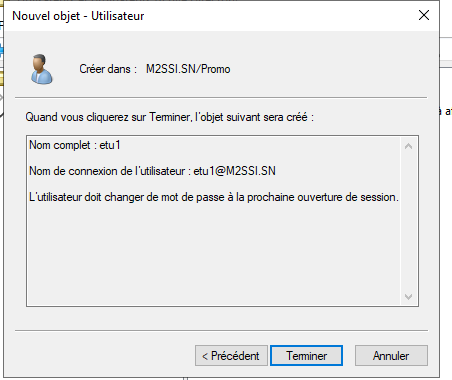 Nouvel objet - Utilisateur
Créer dans : M2SSI.SN/Promo
Quand vous cliquerez sur Terminer, l'objet suivant sera créé :
Nom complet : etu1
Nom de connexion de l'utilisateur : etu1@M2SSI.SN
L'utilisateur doit changer de mot de passe à la prochaine ouverture de session.
< Précédent
Terminer
Annuler